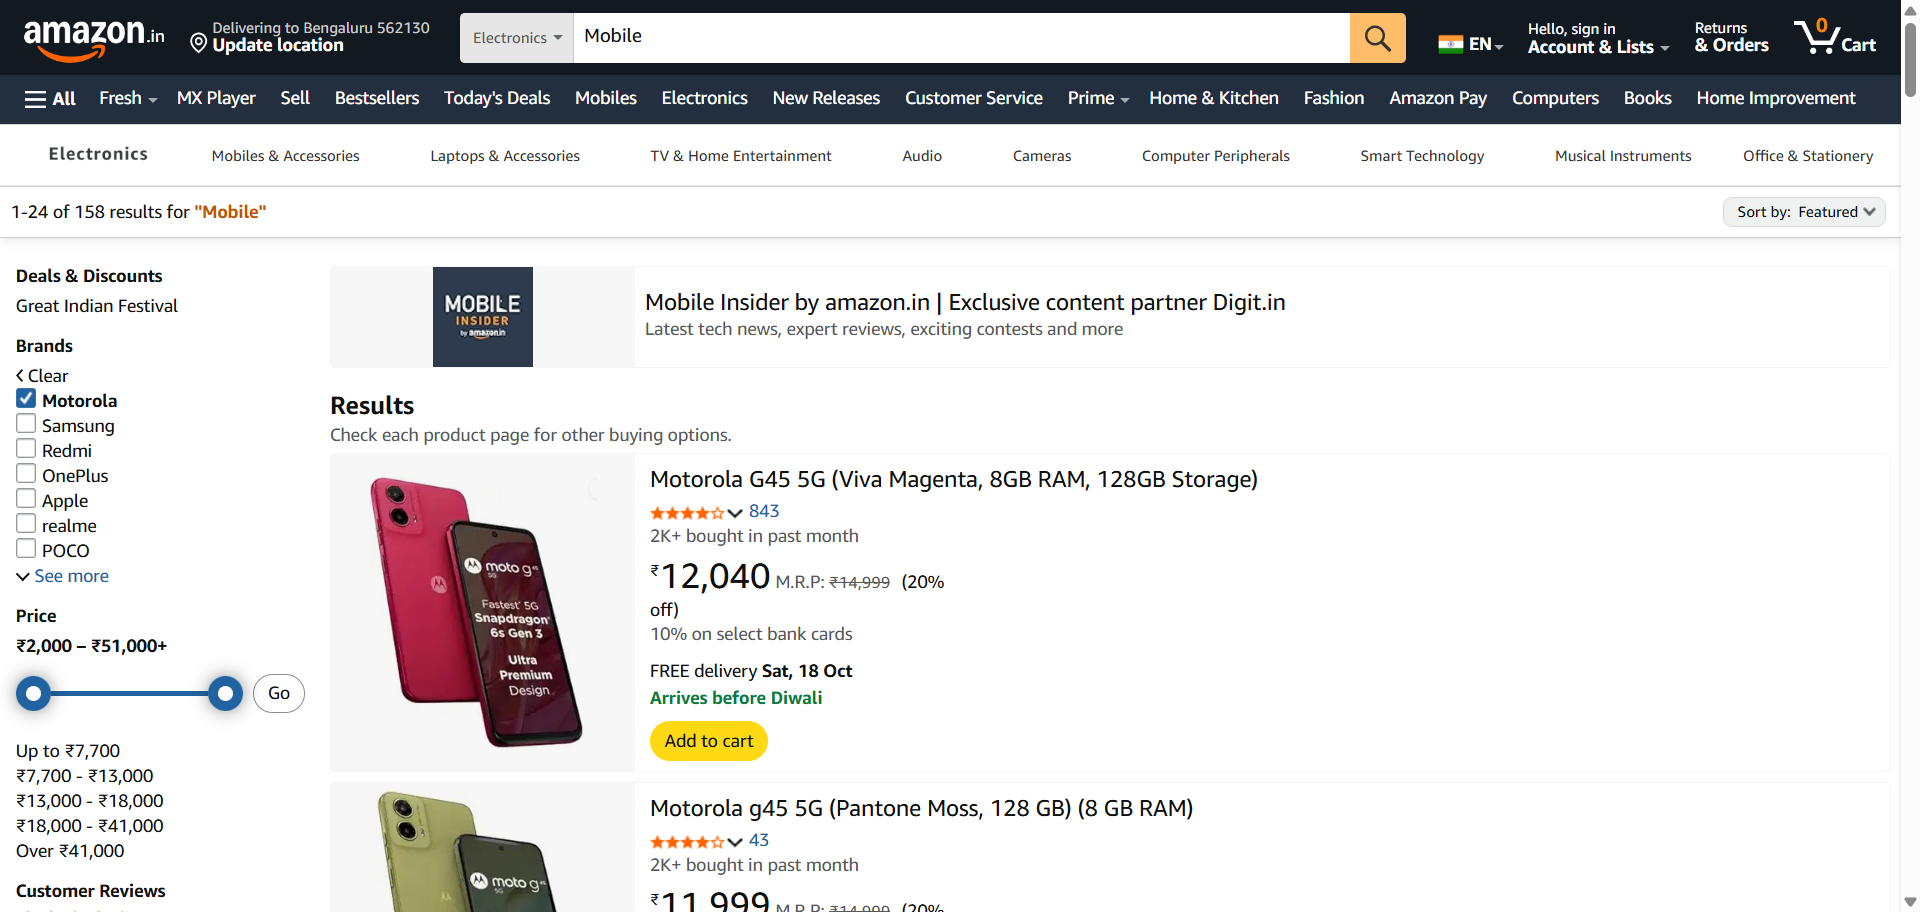 amazon.in
Delivering to Bengaluru 562130
Update location
Electronics
Mobile
EN
Hello, sign in
Account & Lists
Returns
& Orders
0
Cart
All
Fresh
MX Player
Sell
Bestsellers
Today's Deals
Mobiles
Electronics
New Releases
Customer Service
Prime
Home & Kitchen
Fashion
Amazon Pay
Computers
Books
Home Improvement
Electronics
Mobiles & Accessories
Laptops & Accessories
TV & Home Entertainment
Audio
Cameras
Computer Peripherals
Smart Technology
Musical Instruments
Office & Stationery
1-24 of 158 results for "Mobile"
Sort by: Featured
Deals & Discounts
Great Indian Festival
Brands
Clear
Motorola
Samsung
Redmi
OnePlus
Apple
realme
POCO
See more
Price
₹2,000 – ₹51,000+
Go
Up to ₹7,700
₹7,700 - ₹13,000
₹13,000 - ₹18,000
₹18,000 - ₹41,000
Over ₹41,000
Customer Reviews
MOBILE
INSIDER
by amazon.in
Mobile Insider by amazon.in | Exclusive content partner Digit.in
Latest tech news, expert reviews, exciting contests and more
Results
Check each product page for other buying options.
moto g45
5G
Fastest 5G
Snapdragon
6s Gen 3
Ultra
Premium
Design
Motorola G45 5G (Viva Magenta, 8GB RAM, 128GB Storage)
843
2K+ bought in past month
₹12,040 M.R.P: ₹14,999 (20%
off)
10% on select bank cards
FREE delivery Sat, 18 Oct
Arrives before Diwali
Add to cart
moto g45
5G
Motorola g45 5G (Pantone Moss, 128 GB) (8 GB RAM)
43
2K+ bought in past month
₹11,999 M.R.P: ₹14,999 (20%